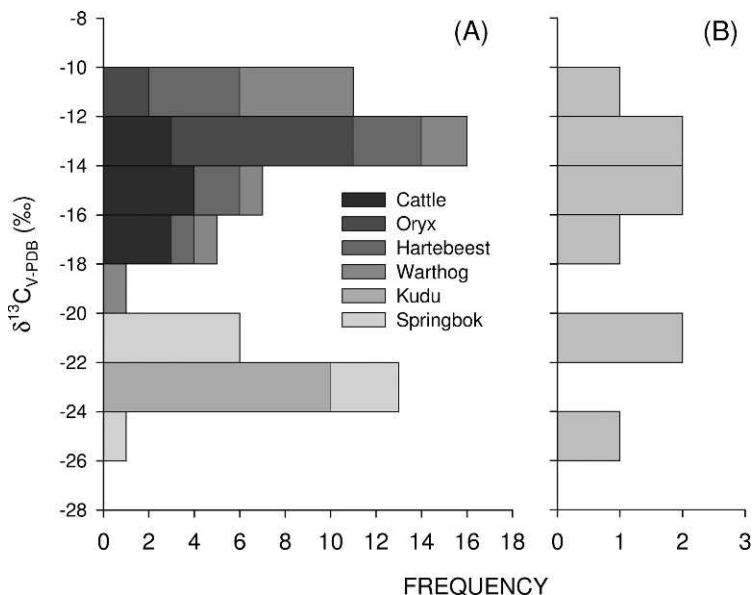 -8
(A)
(B)
-10
-12
-14
-16
-18
-20
-22
-24
-26
-28
δ13CV-PDB (‰)
Cattle
Oryx
Hartebeest
Warthog
Kudu
Springbok
0 2 4 6 8 10 12 14 16 18
0 1 2 3
FREQUENCY